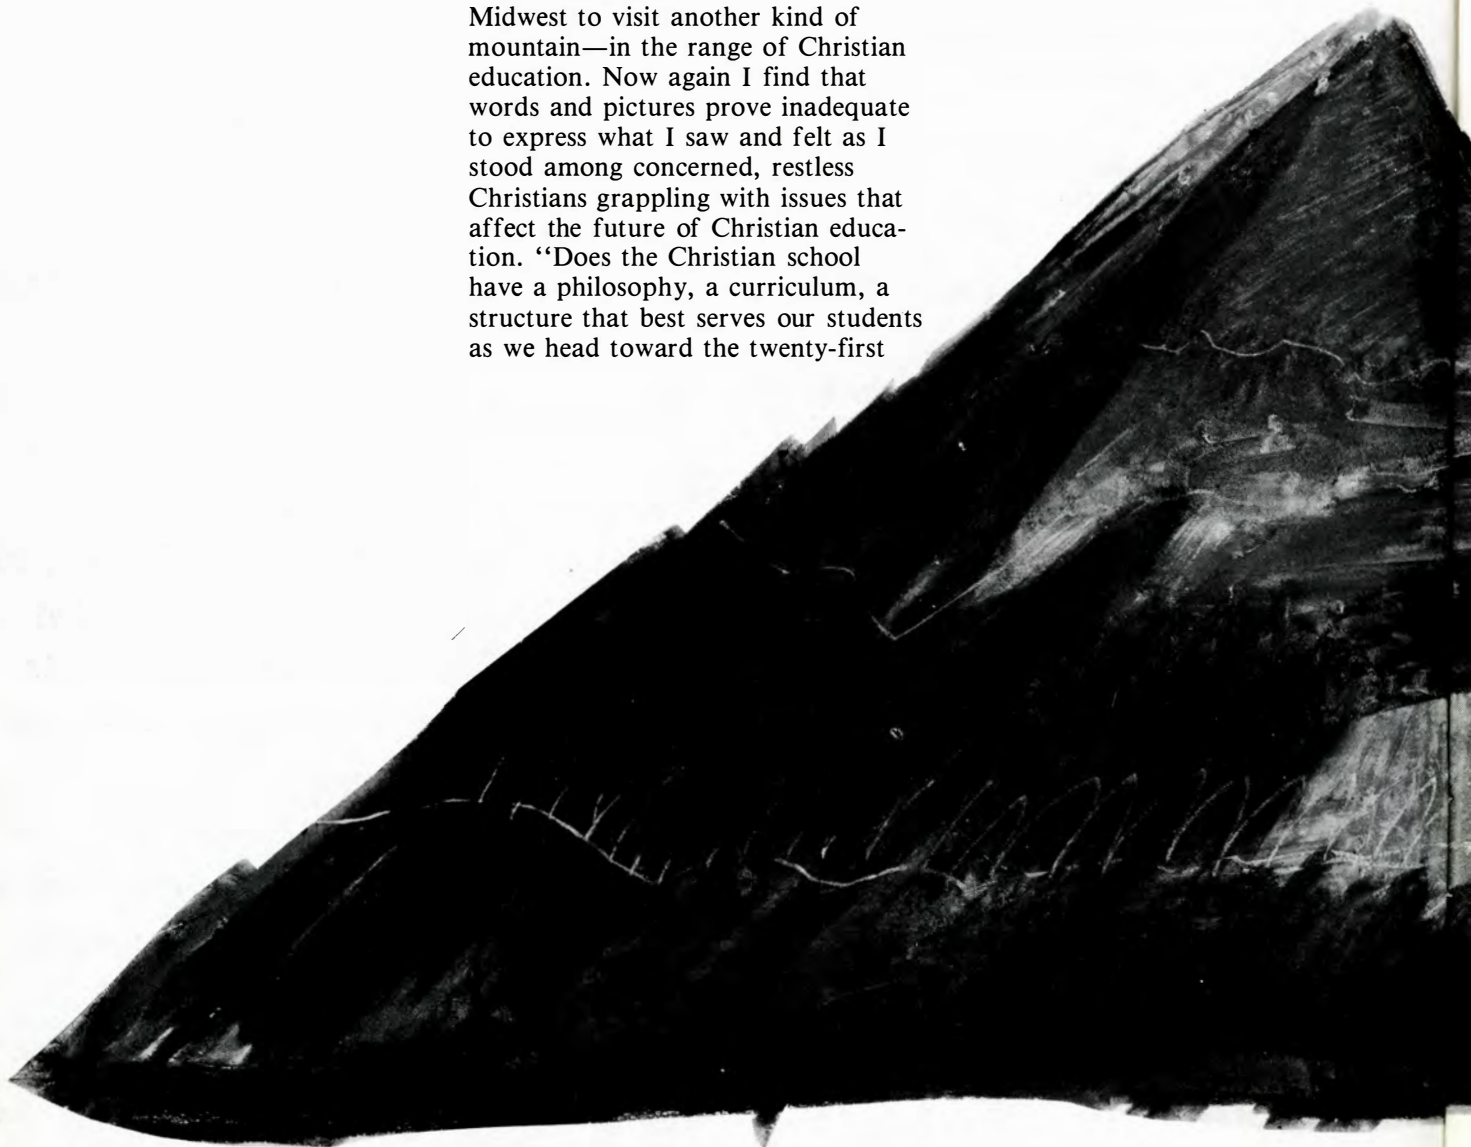 Midwest to visit another kind of
mountain—in the range of Christian
education. Now again I find that
words and pictures prove inadequate
to express what I saw and felt as I
stood among concerned, restless
Christians grappling with issues that
affect the future of Christian educa-
tion. “Does the Christian school
have a philosophy, a curriculum, a
structure that best serves our students
as we head toward the twenty-first